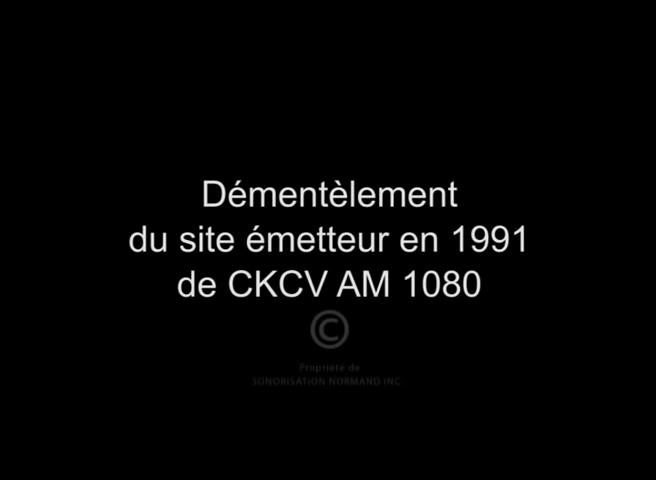 Démentèlement
du site émetteur en 1991
de CKCV AM 1080
©
Propriété de
SONORISATION NORMAND INC.